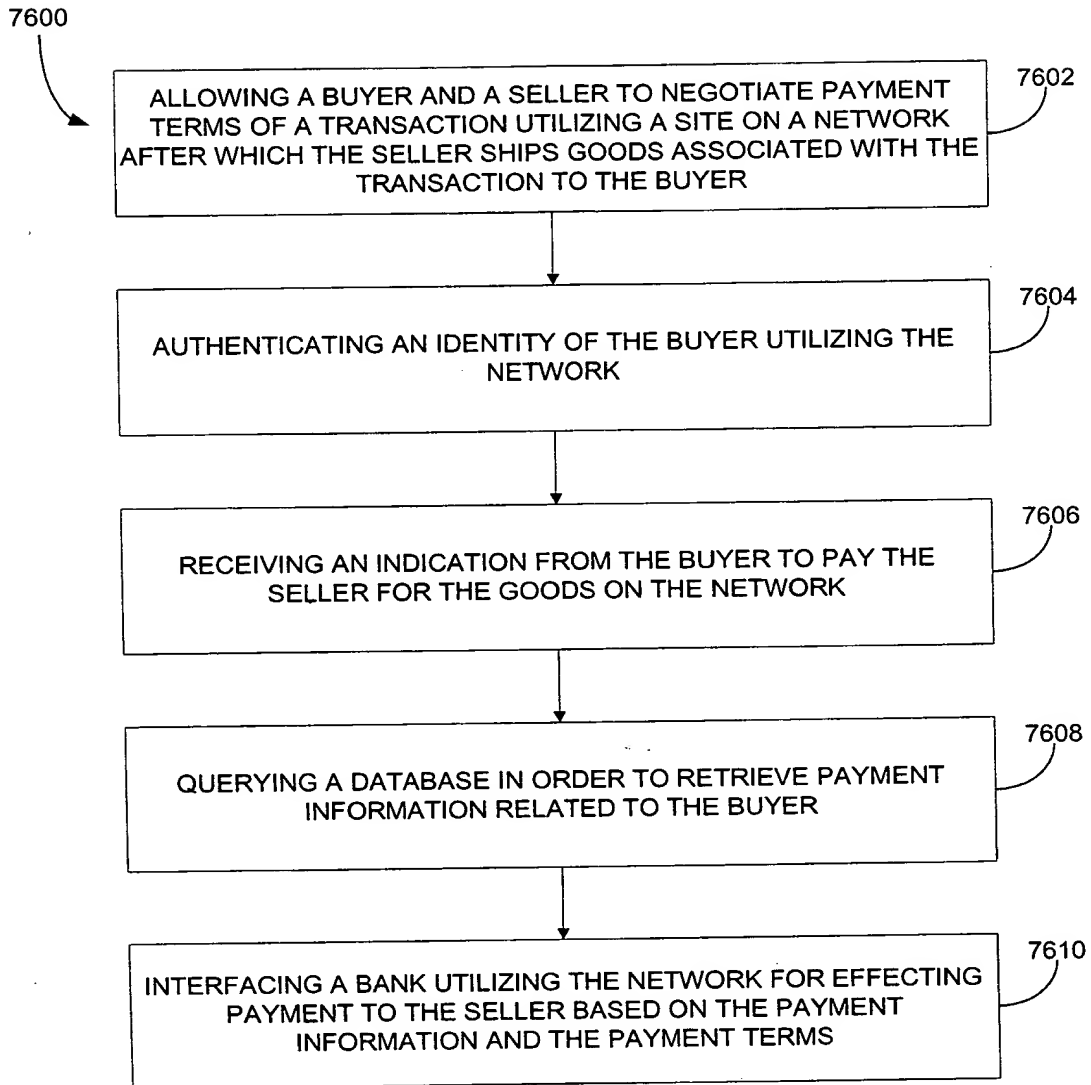 7600
7602
ALLOWING A BUYER AND A SELLER TO NEGOTIATE PAYMENT
TERMS OF A TRANSACTION UTILIZING A SITE ON A NETWORK
AFTER WHICH THE SELLER SHIPS GOODS ASSOCIATED WITH THE
TRANSACTION TO THE BUYER
7604
AUTHENTICATING AN IDENTITY OF THE BUYER UTILIZING THE
NETWORK
7606
RECEIVING AN INDICATION FROM THE BUYER TO PAY THE
SELLER FOR THE GOODS ON THE NETWORK
7608
QUERYING A DATABASE IN ORDER TO RETRIEVE PAYMENT
INFORMATION RELATED TO THE BUYER
7610
INTERFACING A BANK UTILIZING THE NETWORK FOR EFFECTING
PAYMENT TO THE SELLER BASED ON THE PAYMENT
INFORMATION AND THE PAYMENT TERMS